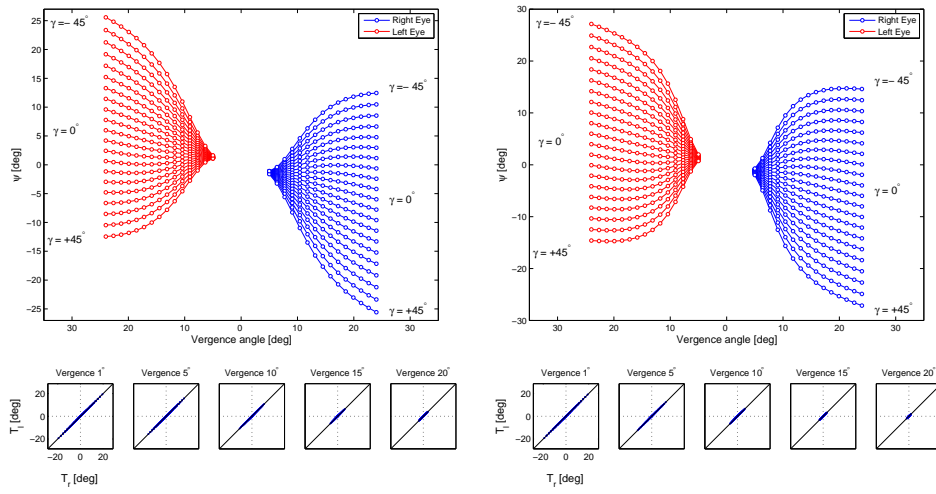 γ=− 45°
Right Eye
Left Eye
γ=− 45°
γ=0°
γ=0°
γ=+45°
γ=+45°
ψ [deg]
25
20
15
10
5
0
−5
−10
−15
−20
−25
30 20 10 0 10 20 30
Vergence angle [deg]
Vergence 1° Vergence 5° Vergence 10° Vergence 15° Vergence 20°
T_l [deg]
20
0
−20
−20 0 20
T_r [deg]
30
20
10
0
−10
−20
−30
ψ [deg]
γ=− 45°
Right Eye
Left Eye
γ=− 45°
γ=0
γ=0°
γ=+45°
γ=+45°
30 20 10 0 10 20 30
Vergence angle [deg]
Vergence 1° Vergence 5° Vergence 10° Vergence 15° Vergence 20°
T_l [deg]
20
0
−20
−20 0 20
T_r [deg]